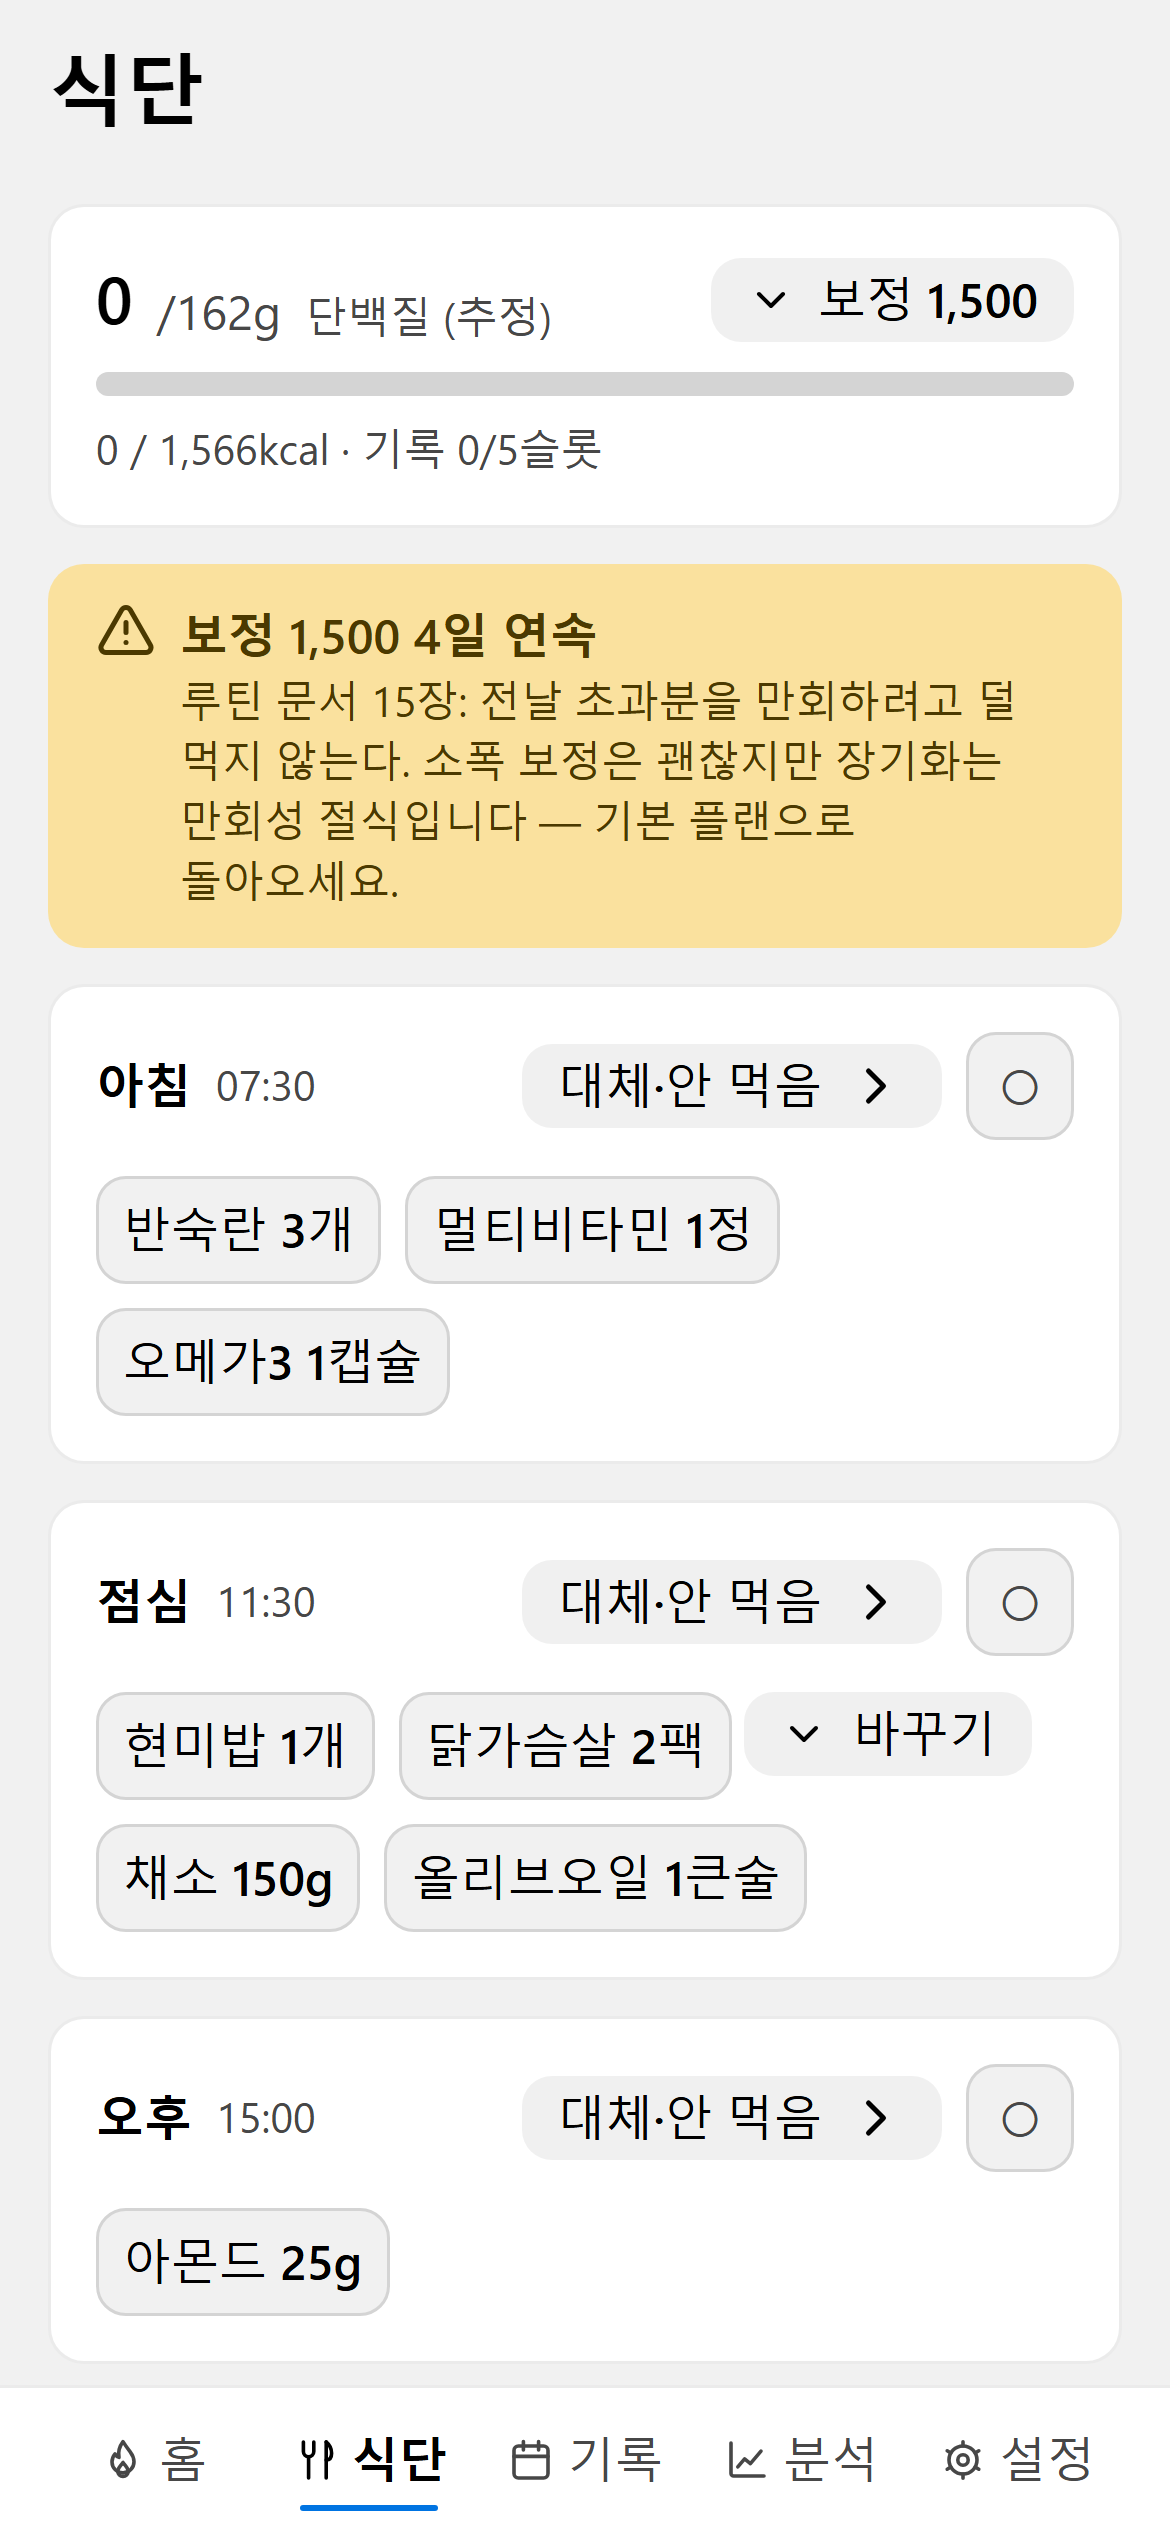 식단
0 /162g 단백질 (추정)
보정 1,500
0 / 1,566kcal · 기록 0/5슬롯
보정 1,500 4일 연속
루틴 문서 15장: 전날 초과분을 만회하려고 덜
먹지 않는다. 소폭 보정은 괜찮지만 장기화는
만회성 절식입니다 — 기본 플랜으로
돌아오세요.
아침 07:30
대체·안 먹음
반숙란 3개
멀티비타민 1정
오메가3 1캡슐
점심 11:30
대체·안 먹음
현미밥 1개
닭가슴살 2팩
바꾸기
채소 150g
올리브오일 1큰술
오후 15:00
대체·안 먹음
아몬드 25g
홈
식단
기록
분석
설정